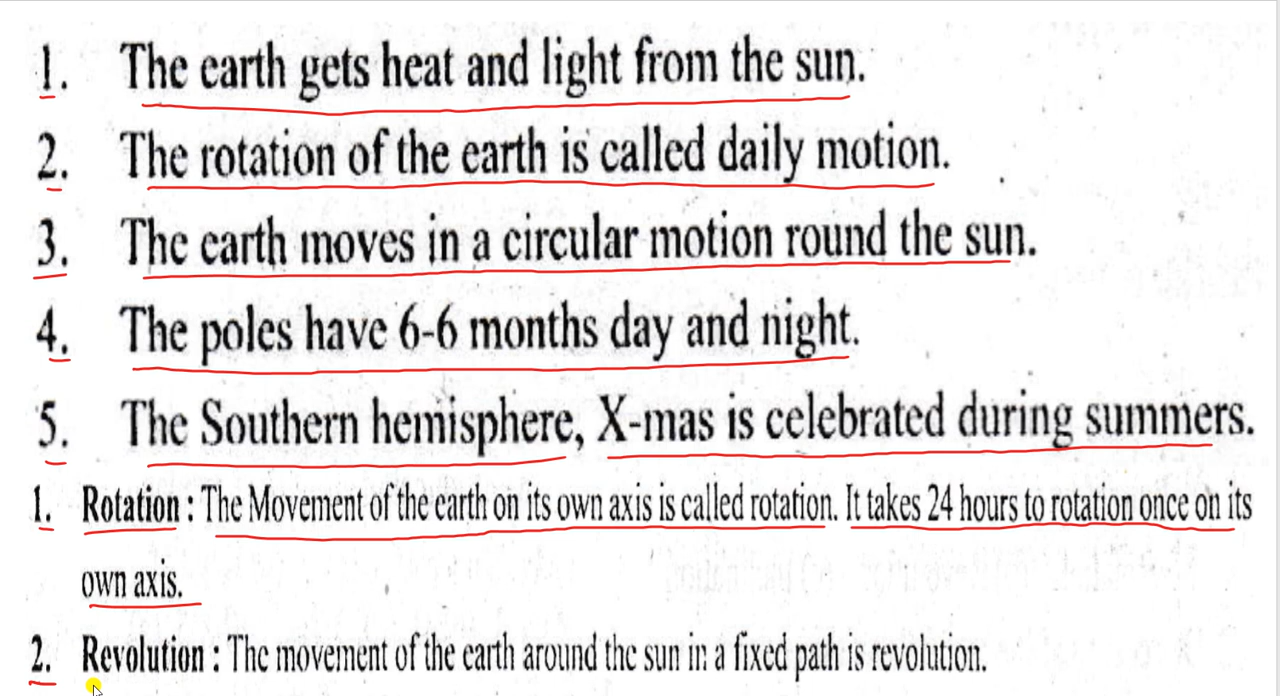 1. The earth gets heat and light from the sun.
2. The rotation of the earth is called daily motion.
3. The earth moves in a circular motion round the sun.
4. The poles have 6-6 months day and night.
5. The Southern hemisphere, X-mas is celebrated during summers.
1. Rotation : The Movement of the earth on its own axis is called rotation. It takes 24 hours to rotation once on its
own axis.
2. Revolution : The movement of the earth around the sun in a fixed path is revolution.